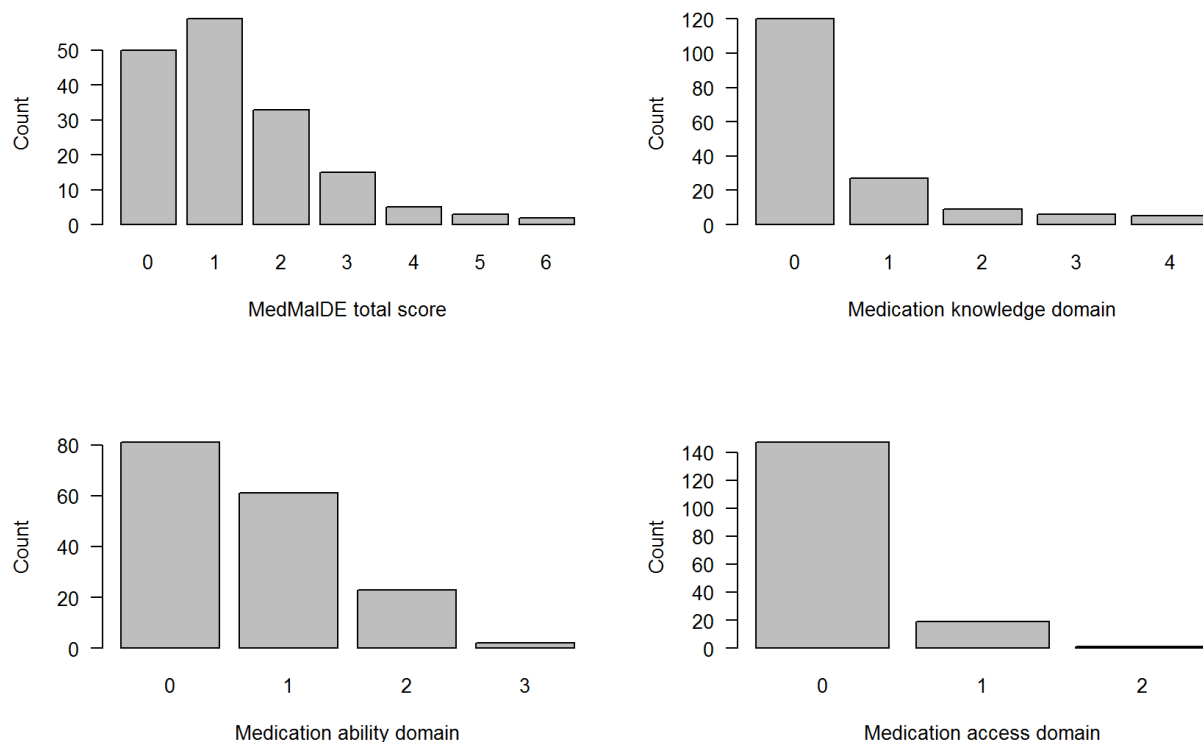 Count
50
40
30
20
10
0
0 1 2 3 4 5 6
MedMalDE total score
Count
120
100
80
60
40
20
0
0 1 2 3 4
Medication knowledge domain
Count
80
60
40
20
0
0 1 2 3
Medication ability domain
Count
140
120
100
80
60
40
20
0
0 1 2
Medication access domain